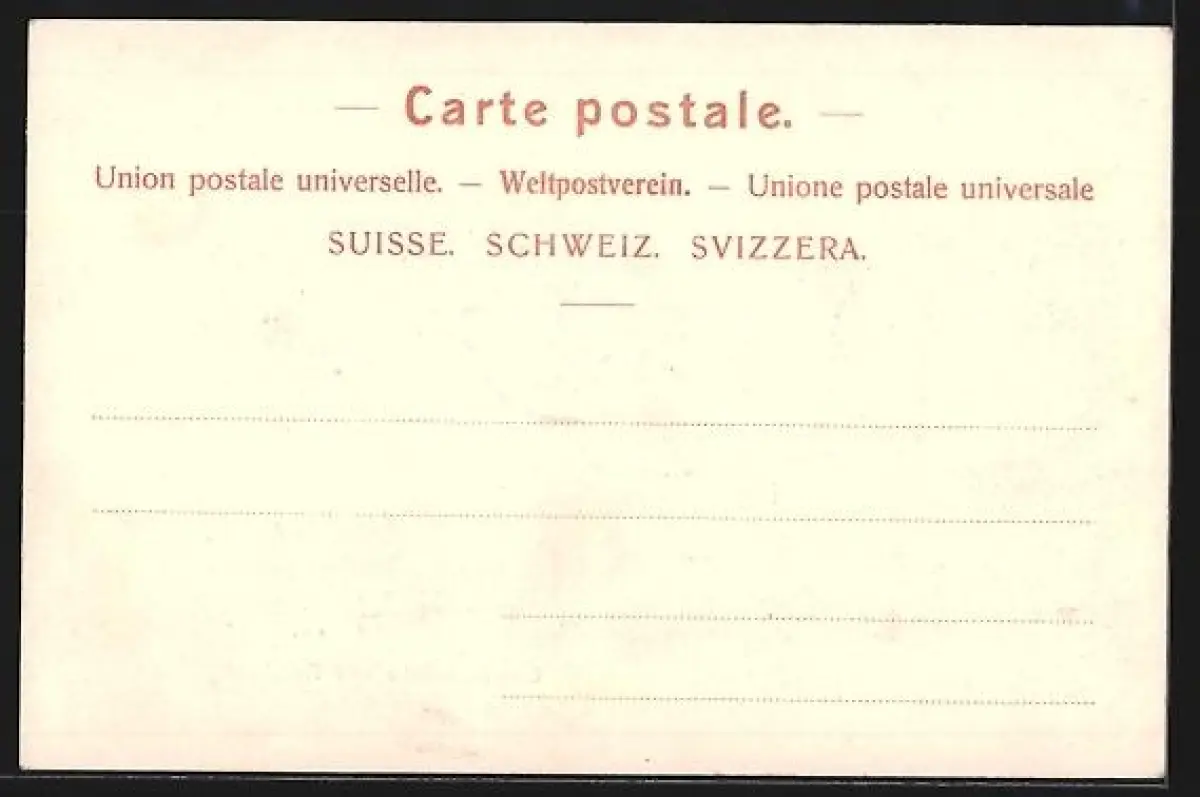 — Carte postale. —
Union postale universelle. — Weltpostverein. — Unione postale universale
SUISSE. SCHWEIZ. SVIZZERA.